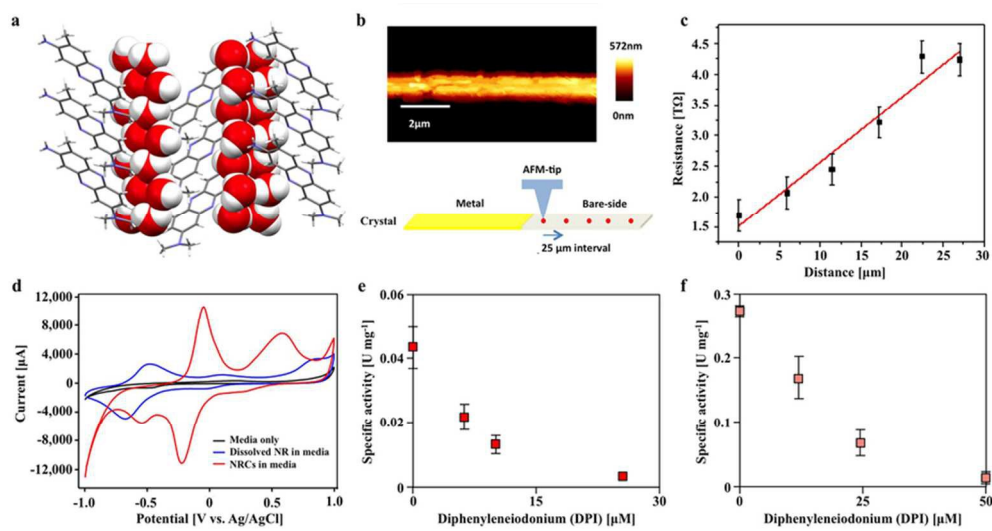 a
b
572nm
0nm
2μm
AFM-tip
Metal
Bare-side
Crystal
25 μm interval
c
Resistance [TΩ]
4.5
4.0
3.5
3.0
2.5
2.0
1.5
0 5 10 15 20 25 30
Distance [μm]
d
Current [μA]
12,000
8,000
4,000
0
-4,000
-8,000
-12,000
Media only
Dissolved NR in media
NRCs in media
-1.0 -0.5 0 0.5 1.0
Potential [V vs. Ag/AgCl]
e
Specific activity [U mg⁻¹]
0.06
0.04
0.02
0
0 15 30
Diphenyleneiodonium (DPI) [μM]
f
Specific activity [U mg⁻¹]
0.3
0.2
0.1
0
0 25 50
Diphenyleneiodonium (DPI) [μM]